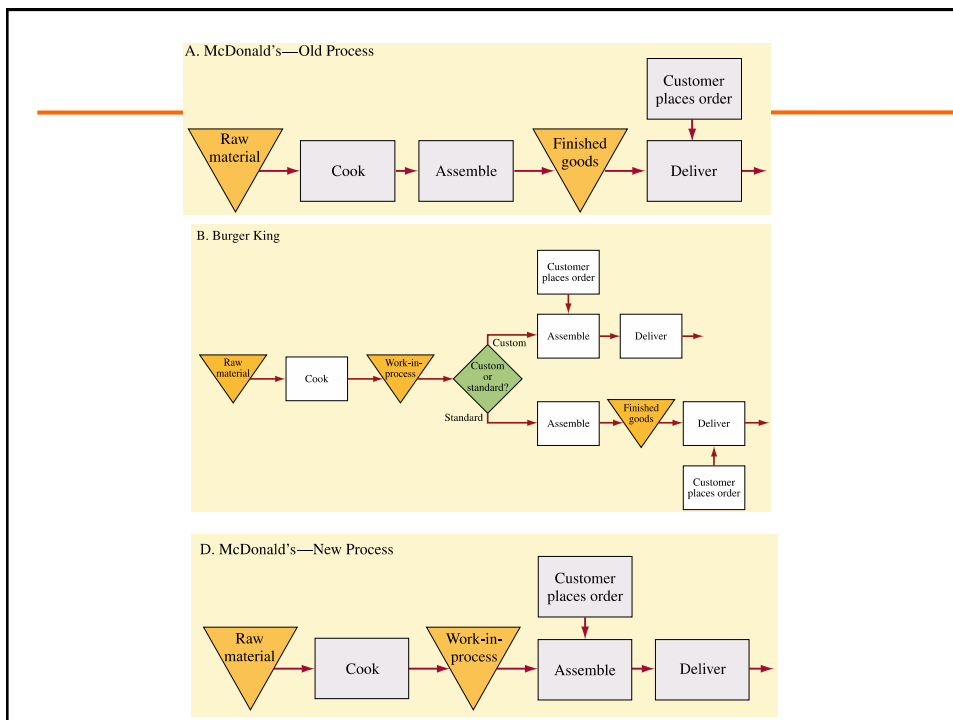 A. McDonald's—Old Process
Customer
places order
Raw
material
Cook
Assemble
Finished
goods
Deliver
B. Burger King
Customer
places order
Custom
Assemble
Deliver
Raw
material
Cook
Work-in-
process
Custom
or
standard?
Standard
Assemble
Finished
goods
Deliver
Customer
places order
D. McDonald's—New Process
Customer
places order
Raw
material
Cook
Work-in-
process
Assemble
Deliver